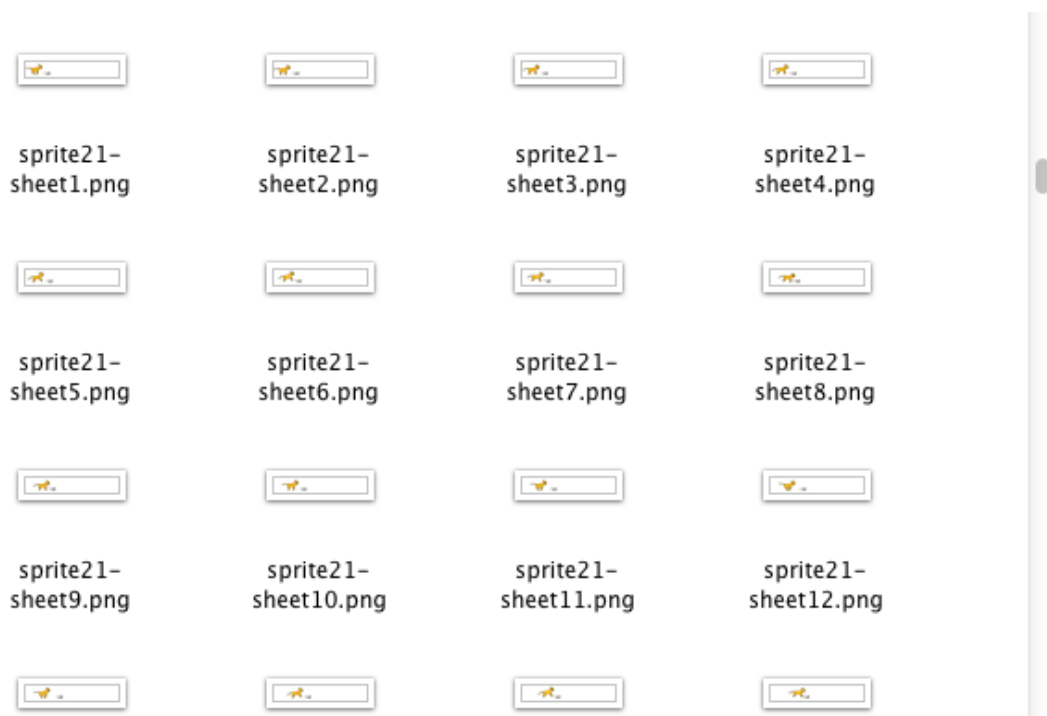 sprite21-
sheet1.png
sprite21-
sheet2.png
sprite21-
sheet3.png
sprite21-
sheet4.png
sprite21-
sheet5.png
sprite21-
sheet6.png
sprite21-
sheet7.png
sprite21-
sheet8.png
sprite21-
sheet9.png
sprite21-
sheet10.png
sprite21-
sheet11.png
sprite21-
sheet12.png